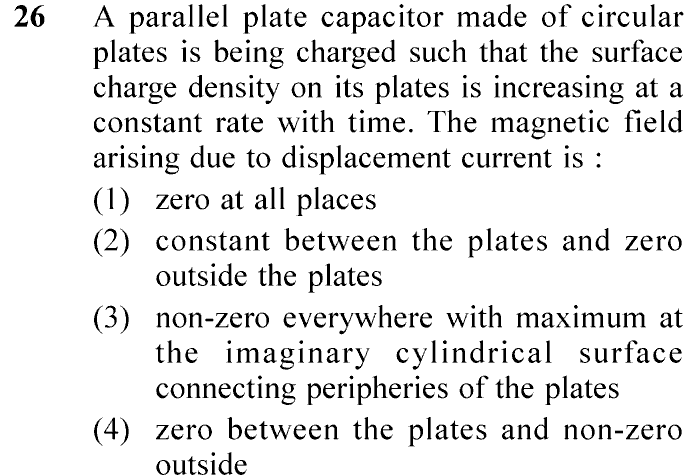 26 A parallel plate capacitor made of circular
plates is being charged such that the surface
charge density on its plates is increasing at a
constant rate with time. The magnetic field
arising due to displacement current is :
(1) zero at all places
(2) constant between the plates and zero
outside the plates
(3) non-zero everywhere with maximum at
the imaginary cylindrical surface
connecting peripheries of the plates
(4) zero between the plates and non-zero
outside